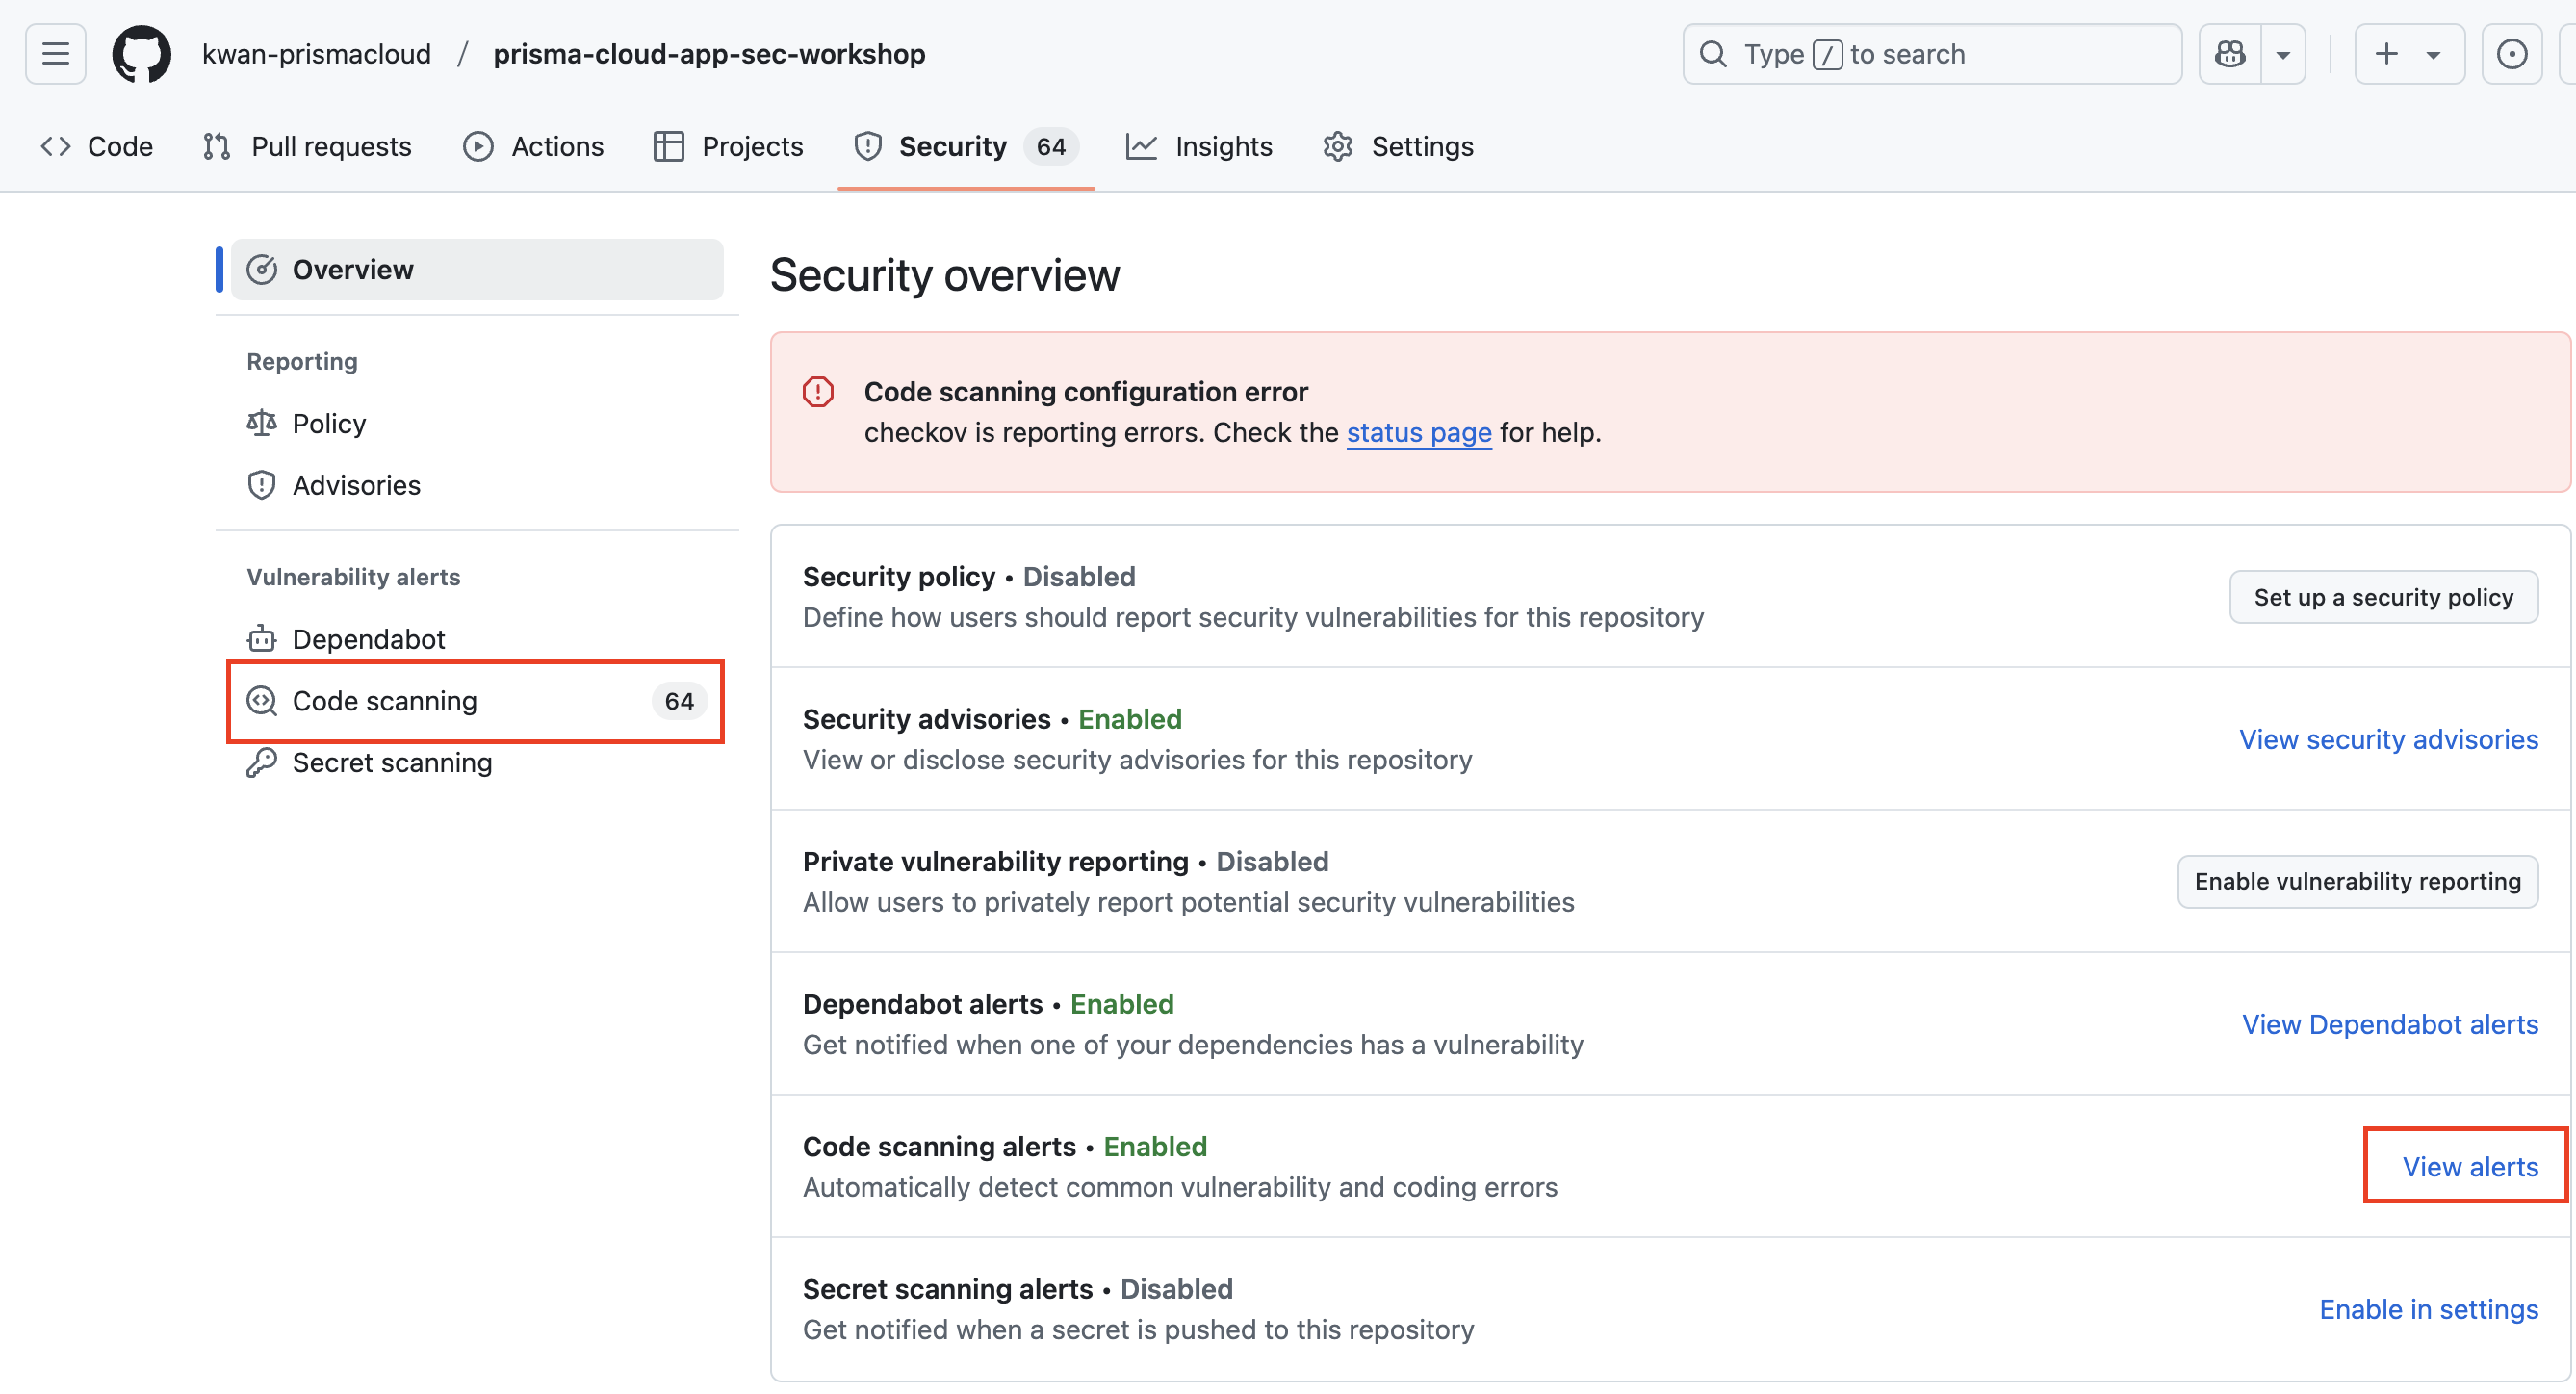 kwan-prismacloud / prisma-cloud-app-sec-workshop
Type / to search
Code Pull requests Actions Projects Security 64 Insights Settings
Overview
Reporting
Policy
Advisories
Vulnerability alerts
Dependabot
Code scanning 64
Secret scanning
Security overview
Code scanning configuration error
checkov is reporting errors. Check the status page for help.
Security policy • Disabled
Define how users should report security vulnerabilities for this repository
Set up a security policy
Security advisories • Enabled
View or disclose security advisories for this repository
View security advisories
Private vulnerability reporting • Disabled
Allow users to privately report potential security vulnerabilities
Enable vulnerability reporting
Dependabot alerts • Enabled
Get notified when one of your dependencies has a vulnerability
View Dependabot alerts
Code scanning alerts • Enabled
Automatically detect common vulnerability and coding errors
View alerts
Secret scanning alerts • Disabled
Get notified when a secret is pushed to this repository
Enable in settings